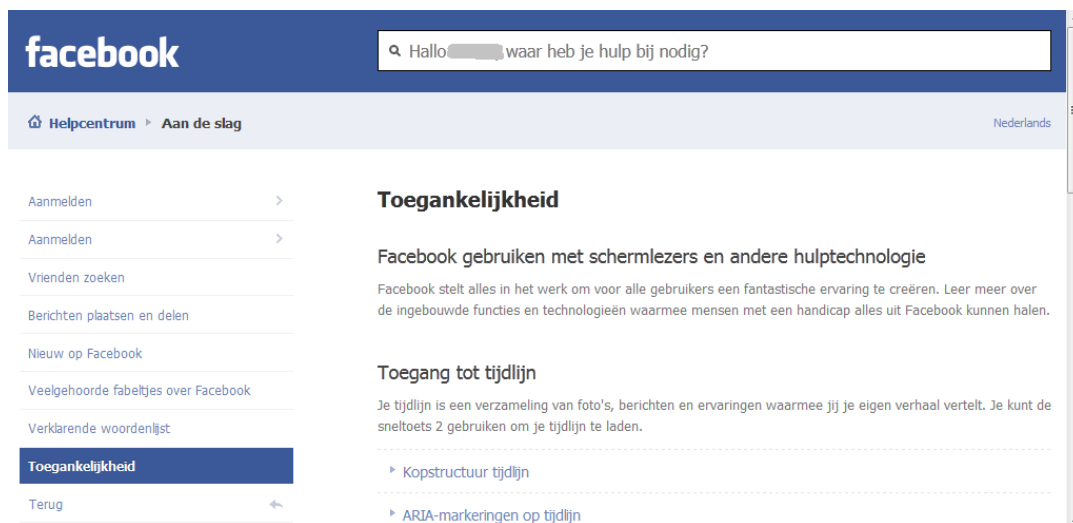 facebook
Hallo waar heb je hulp bij nodig?
Helpcentrum Aan de slag
Nederlands
Aanmelden
Aanmelden
Vrienden zoeken
Berichten plaatsen en delen
Nieuw op Facebook
Veelgehoorde fabeltjes over Facebook
Verklarende woordenlijst
Toegankelijkheid
Terug
Toegankelijkheid
Facebook gebruiken met schermlezers en andere hulptechnologie
Facebook stelt alles in het werk om voor alle gebruikers een fantastische ervaring te creëren. Leer meer over
de ingebouwde functies en technologieën waarmee mensen met een handicap alles uit Facebook kunnen halen.
Toegang tot tijdlijn
Je tijdlijn is een verzameling van foto's, berichten en ervaringen waarmee jij je eigen verhaal vertelt. Je kunt de
sneltoets 2 gebruiken om je tijdlijn te laden.
Kopstructuur tijdlijn
ARIA-markeringen op tijdlijn